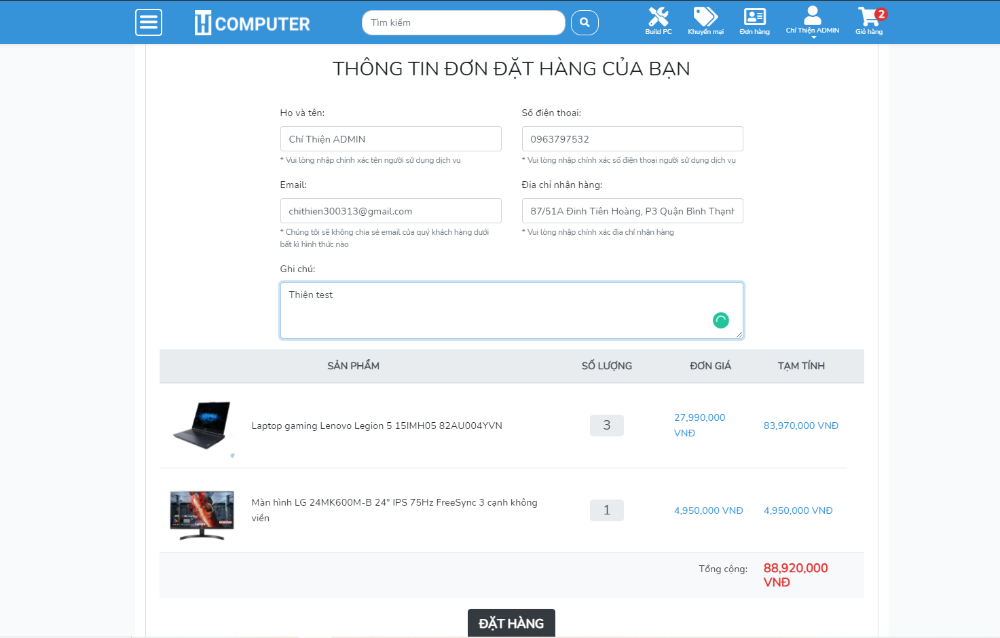 TH COMPUTER
Tìm kiếm
Build PC
Khuyến mại
Đơn hàng
Chí Thiện ADMIN
2
Giỏ hàng
THÔNG TIN ĐƠN ĐẶT HÀNG CỦA BẠN
Họ và tên:
Số điện thoại:
Chí Thiện ADMIN
0963797532
* Vui lòng nhập chính xác tên người sử dụng dịch vụ
* Vui lòng nhập chính xác số điện thoại người sử dụng dịch vụ
Email:
Địa chỉ nhận hàng:
chithien300313@gmail.com
87/51A Đinh Tiên Hoàng, P3 Quận Bình Thạnh
* Chúng tôi sẽ không chia sẻ email của quý khách hàng dưới
bất kì hình thức nào
* Vui lòng nhập chính xác địa chỉ nhận hàng
Ghi chú:
Thiện test
SẢN PHẨM SỐ LƯỢNG ĐƠN GIÁ TẠM TÍNH
Laptop gaming Lenovo Legion 5 15IMH05 82AU004YVN
3
27,990,000
VNĐ
83,970,000 VNĐ
Màn hình LG 24MK600M-B 24" IPS 75Hz FreeSync 3 cạnh không
viền
1
4,950,000 VNĐ
4,950,000 VNĐ
Tổng cộng:
88,920,000
VNĐ
ĐẶT HÀNG